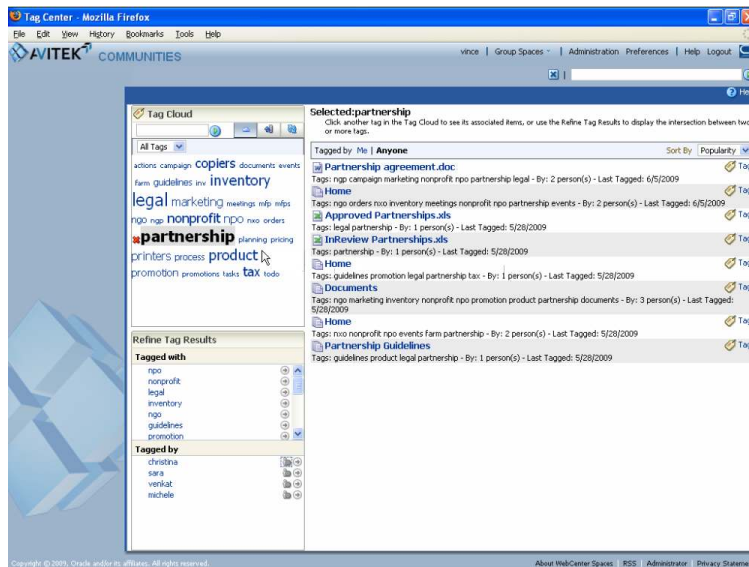 Tag Center - Mozilla Firefox
File Edit View History Bookmarks Tools Help
AVITEK COMMUNITIES
vince | Group Spaces | Administration Preferences | Help Logout
He
Tag Cloud
All Tags
actions campaign copiers documents events
farm guidelines inv inventory
legal marketing meetings mfp mfps
ngo ngp nonprofit npo nxo orders
partnership planning pricing
printers process product
promotion promotions tasks tax todo
Refine Tag Results
Tagged with
npo
nonprofit
legal
inventory
ngo
guidelines
promotion
Tagged by
christina
sara
venkat
michele
Selected:partnership
Click another tag in the Tag Cloud to see its associated items, or use the Refine Tag Results to display the intersection between two
or more tags.
Tagged by Me | Anyone Sort By Popularity
Partnership agreement.doc Tag
Tags: ngp campaign marketing nonprofit npo partnership legal - By: 2 person(s) - Last Tagged: 6/5/2009
Home Tag
Tags: ngo orders nxo inventory meetings nonprofit npo partnership events - By: 2 person(s) - Last Tagged: 6/5/2009
Approved Partnerships.xls Tag
Tags: legal partnership - By: 1 person(s) - Last Tagged: 5/28/2009
InReview Partnerships.xls Tag
Tags: partnership - By: 1 person(s) - Last Tagged: 5/28/2009
Home Tag
Tags: guidelines promotion legal partnership tax - By: 1 person(s) - Last Tagged: 5/28/2009
Documents Tag
Tags: ngo marketing inventory nonprofit npo promotion product partnership documents - By: 3 person(s) - Last Tagged:
5/28/2009
Home Tag
Tags: nxo nonprofit npo events farm partnership - By: 2 person(s) - Last Tagged: 5/28/2009
Partnership Guidelines Tag
Tags: guidelines product legal partnership - By: 1 person(s) - Last Tagged: 5/28/2009
Copyright © 2009, Oracle and/or its affiliates. All rights reserved.
About WebCenter Spaces | RSS | Administrator | Privacy Stateme